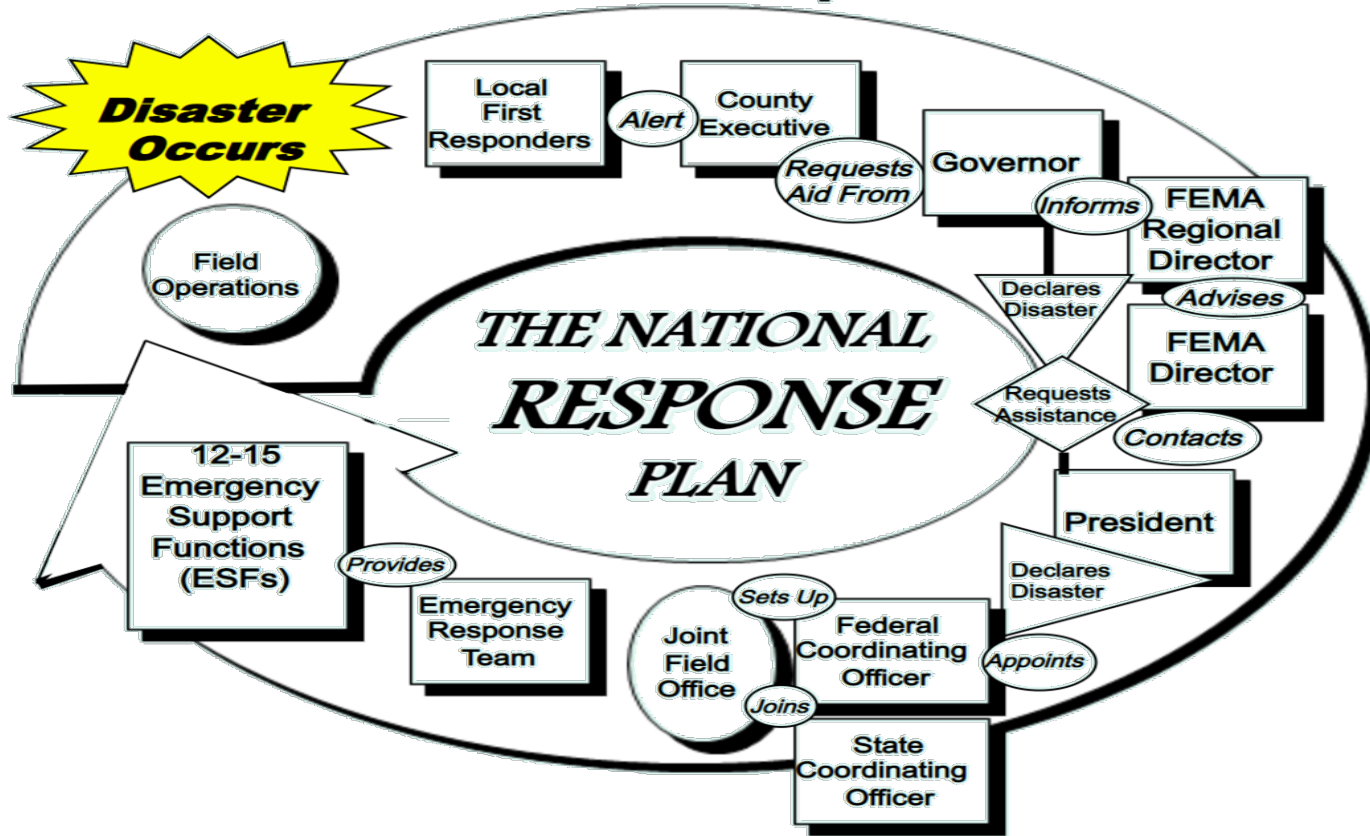 Disaster
Occurs
Local
First
Responders
Alert
County
Executive
Requests
Aid From
Governor
Informs
FEMA
Regional
Director
Advises
FEMA
Director
Declares
Disaster
Requests
Assistance
Contacts
President
Declares
Disaster
Appoints
Federal
Coordinating
Officer
Sets Up
Joint
Field
Office
Joins
State
Coordinating
Officer
Emergency
Response
Team
Provides
12-15
Emergency
Support
Functions
(ESFs)
Field
Operations
THE NATIONAL
RESPONSE
PLAN